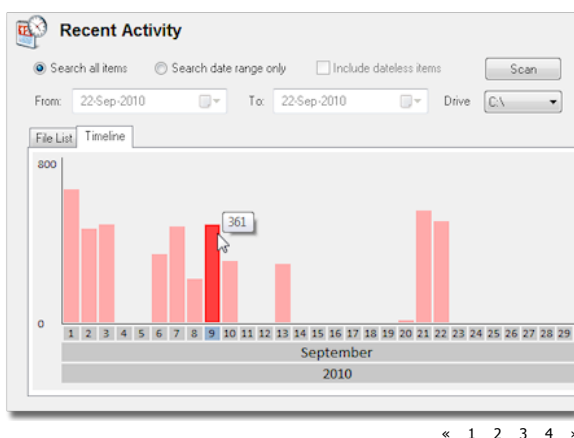 Recent Activity
Search all items Search date range only Include dateless items Scan
From: 22-Sep-2010 To: 22-Sep-2010 Drive C:\
File List Timeline
800
361
0
1 2 3 4 5 6 7 8 9 10 11 12 13 14 15 16 17 18 19 20 21 22 23 24 25 26 27 28 29
September
2010
« 1 2 3 4 »